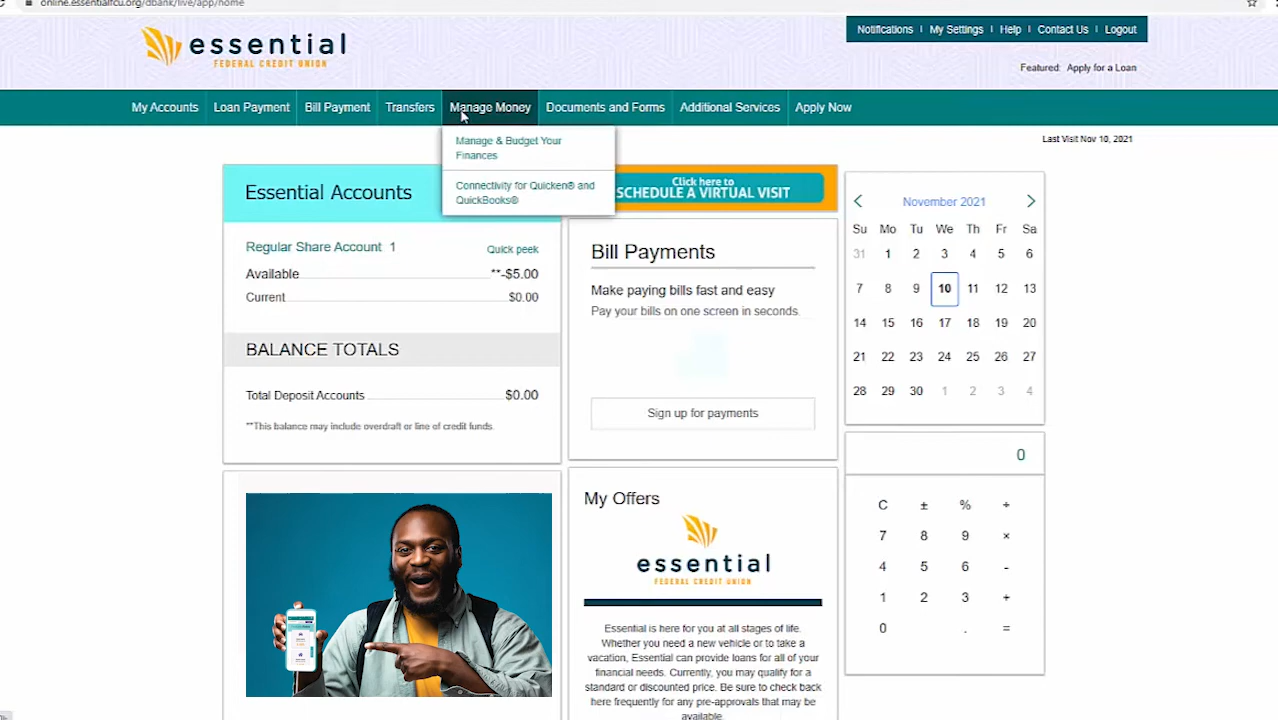 online.essentialfcu.org/dbank/live/app/home
essential
FEDERAL CREDIT UNION
Notifications | My Settings | Help | Contact Us | Logout
Featured: Apply for a Loan
My Accounts Loan Payment Bill Payment Transfers Manage Money Documents and Forms Additional Services Apply Now
Manage & Budget Your
Finances
Connectivity for Quicken® and
QuickBooks®
Last Visit Nov 10, 2021
Essential Accounts
Regular Share Account 1 Quick peek
Available **-$5.00
Current $0.00
BALANCE TOTALS
Total Deposit Accounts $0.00
**This balance may include overdraft or line of credit funds.
Click here to
SCHEDULE A VIRTUAL VISIT
Bill Payments
Make paying bills fast and easy
Pay your bills on one screen in seconds.
Sign up for payments
My Offers
essential
FEDERAL CREDIT UNION
Essential is here for you at all stages of life.
Whether you need a new vehicle or to take a
vacation, Essential can provide loans for all of your
financial needs. Currently, you may qualify for a
standard or discounted price. Be sure to check back
here frequently for any pre-approvals that may be
available.
< November 2021 >
Su Mo Tu We Th Fr Sa
31 1 2 3 4 5 6
7 8 9 10 11 12 13
14 15 16 17 18 19 20
21 22 23 24 25 26 27
28 29 30 1 2 3 4
0
C ± % ÷
7 8 9 ×
4 5 6 -
1 2 3 +
0 . =